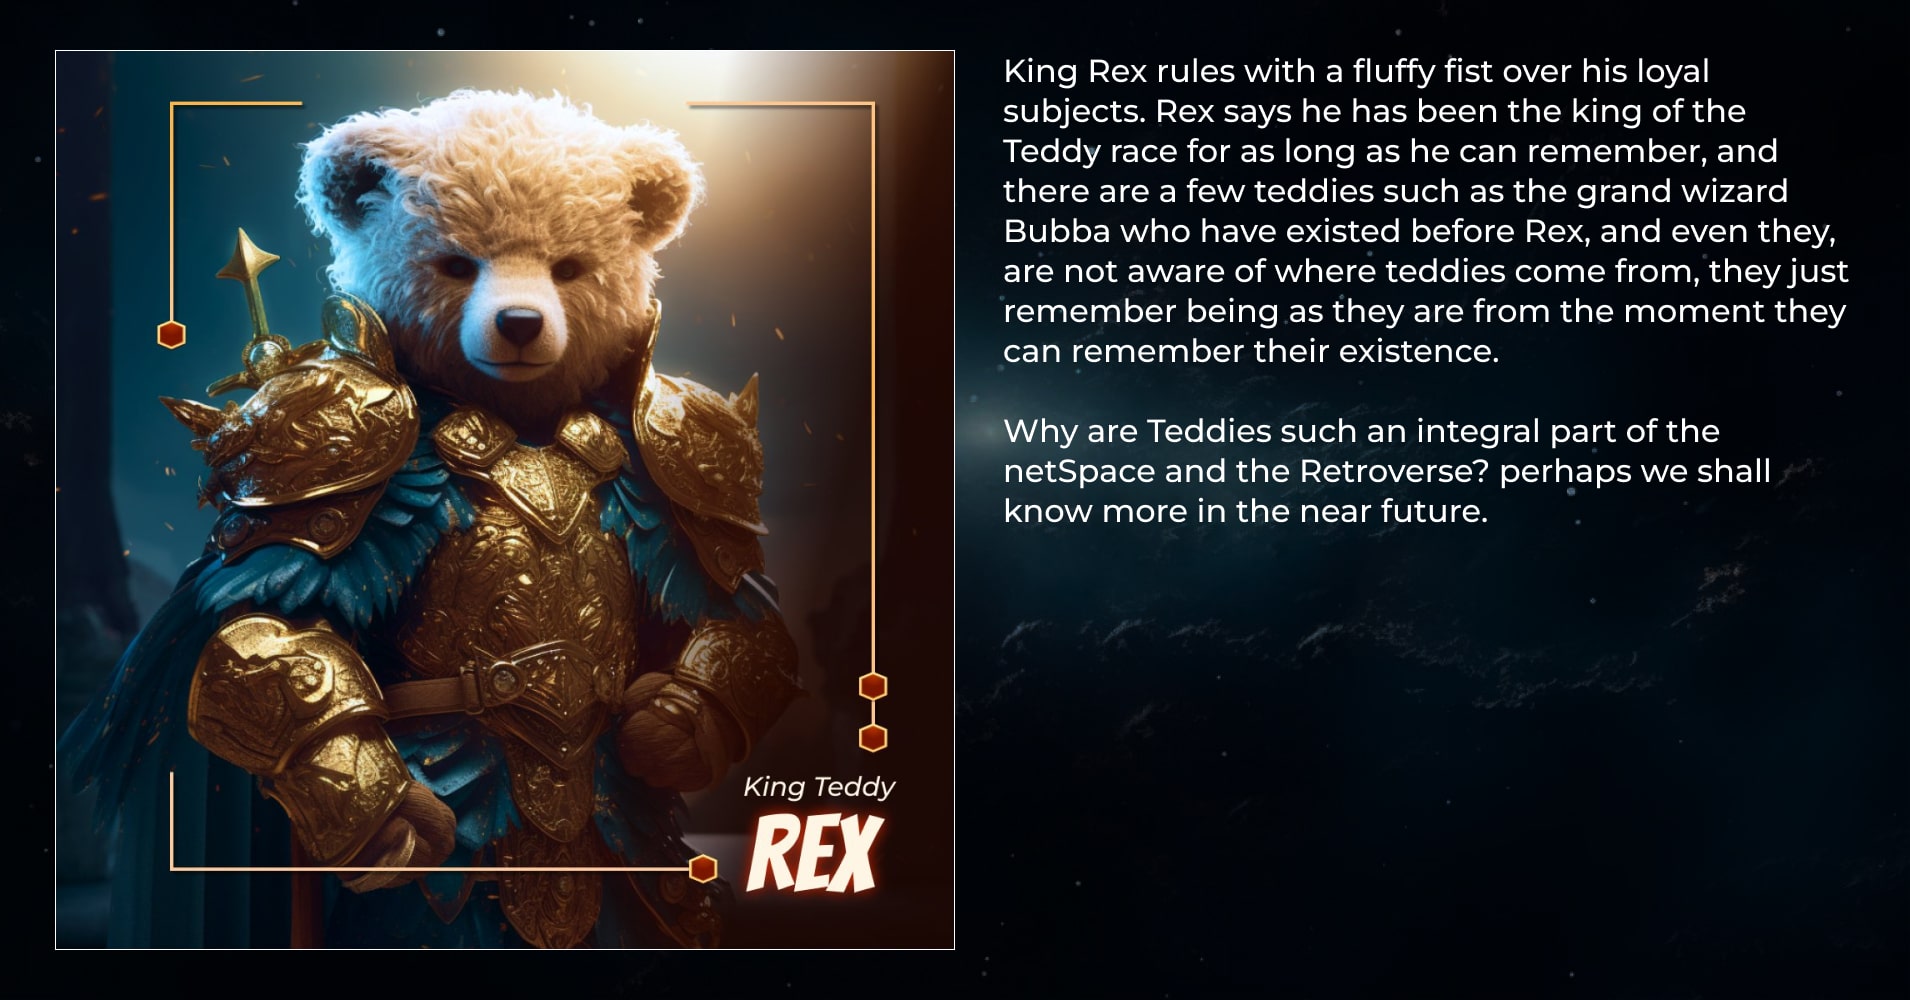 King Teddy
REX
King Rex rules with a fluffy fist over his loyal
subjects. Rex says he has been the king of the
Teddy race for as long as he can remember, and
there are a few teddies such as the grand wizard
Bubba who have existed before Rex, and even they,
are not aware of where teddies come from, they just
remember being as they are from the moment they
can remember their existence.
Why are Teddies such an integral part of the
netSpace and the Retroverse? perhaps we shall
know more in the near future.